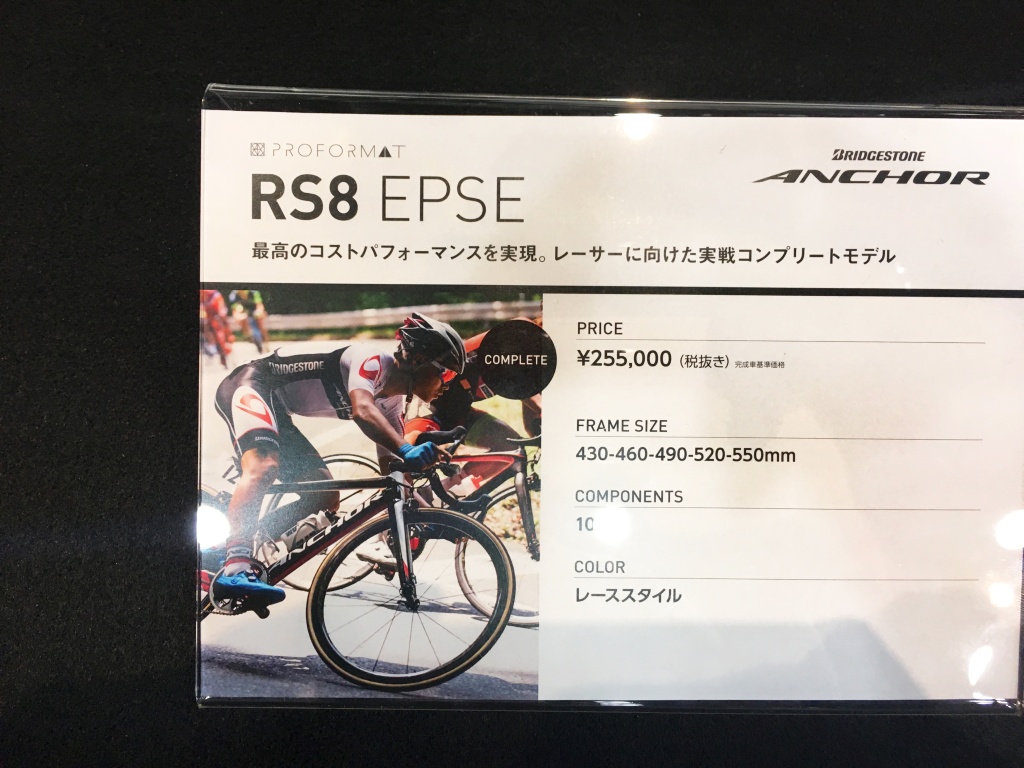 PROFORMAT
RS8 EPSE
BRIDGESTONE
ANCHOR
最高のコストパフォーマンスを実現。レーサーに向けた実戦コンプリートモデル
BRIDGESTONE
ANCHOR
COMPLETE
PRICE
¥255,000 (税抜き) 完成車基準価格
FRAME SIZE
430-460-490-520-550mm
COMPONENTS
10
COLOR
レーススタイル